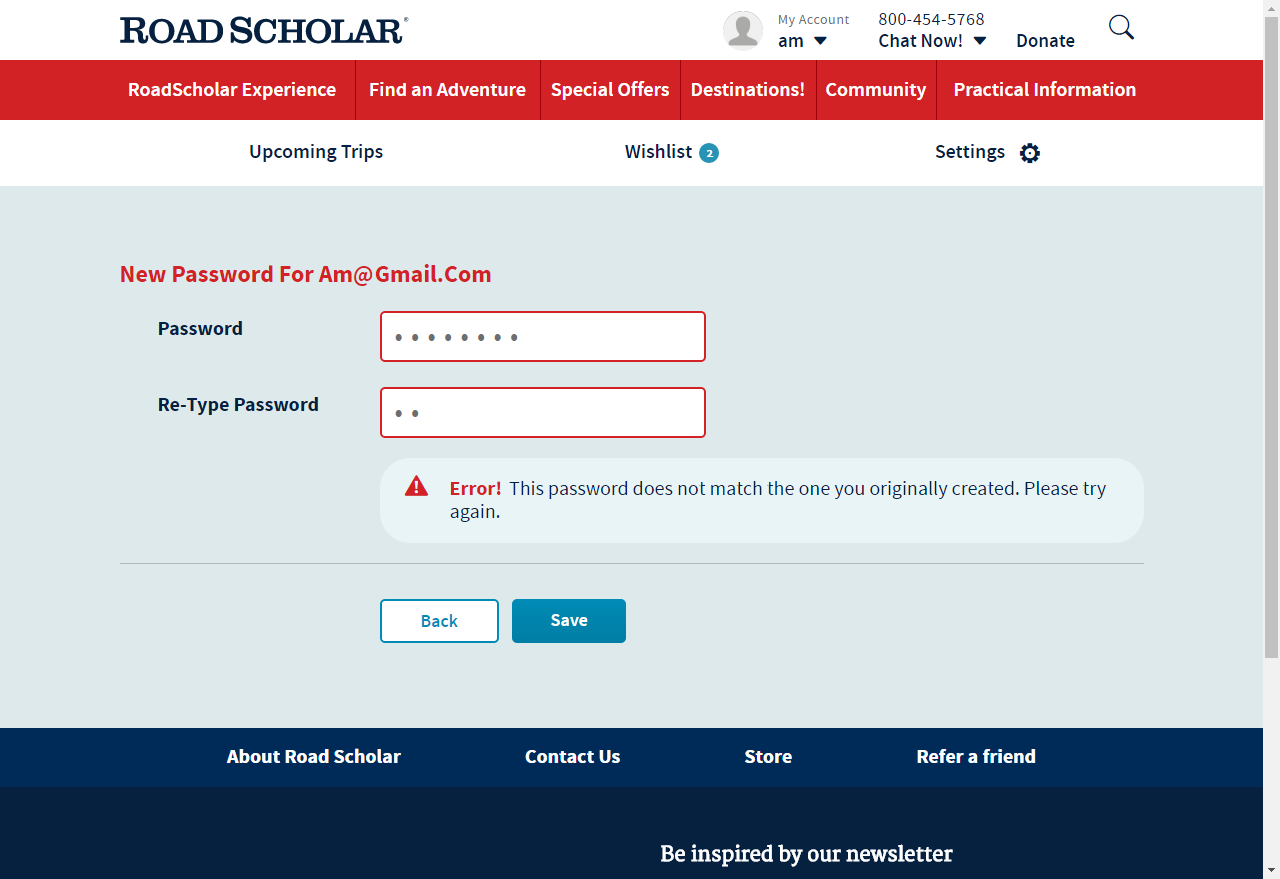 ROAD SCHOLAR®
My Account
am
800-454-5768
Chat Now!
Donate
RoadScholar Experience
Find an Adventure
Special Offers
Destinations!
Community
Practical Information
Upcoming Trips
Wishlist 2
Settings
New Password For Am@Gmail.Com
Password
Re-Type Password
Error! This password does not match the one you originally created. Please try
again.
Back
Save
About Road Scholar
Contact Us
Store
Refer a friend
Be inspired by our newsletter